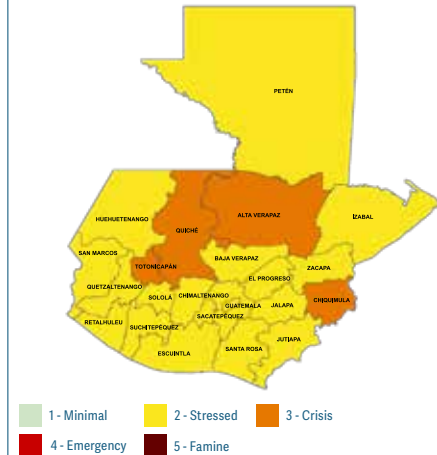 PETÉN
HUEHUETENANGO
QUICHÉ
ALTA VERAPAZ
ÍZABAL
SAN MARCOS
TOTONICAPÁN
BAJA VERAPAZ
ZACAPA
EL PROGRESO
QUETZALTENANGO
SOLOLÁ
CHIMALTENANGO
GUATEMALA
JALAPA
CHIQUIMULA
SACATEPÉQUEZ
RETALHULEU
SUCHITEPÉQUEZ
JUTIAPA
ESCUINTLA
SANTA ROSA
1 - Minimal
2 - Stressed
3 - Crisis
4 - Emergency
5 - Famine